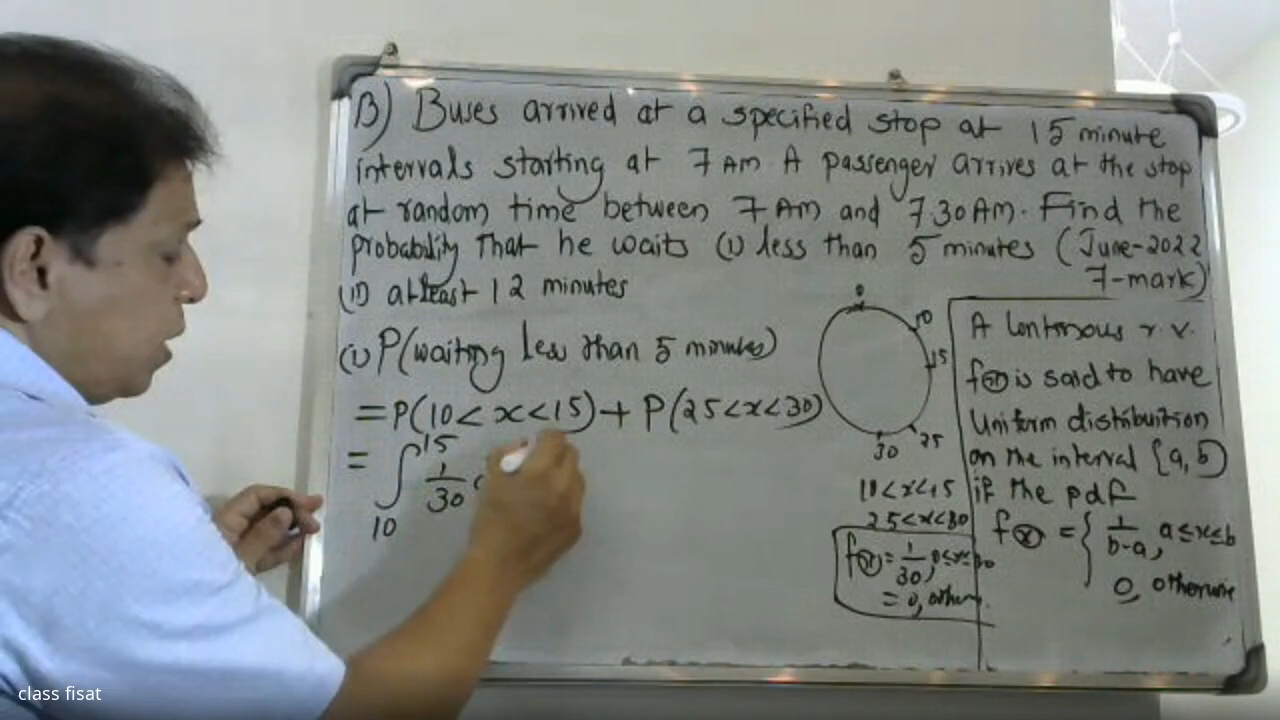 B) Buses arrived at a specified stop at 15 minute
intervals starting at 7 AM A passenger arrives at the stop
at random time between 7 AM and 7.30 AM. Find the
probability that he waits (i) less than 5 minutes (June-2022
7-mark)
(ii) atleast 12 minutes
(i) P(waiting less than 5 minutes)
= P(10 < x < 15) + P(25 < x < 30)
= ∫ 15 10 1/30
0
10
15
25
30
10 < x < 15
25 < x < 30
f(x) = 1/30, 0 ≤ x ≤ 30
= 0, other.
A Continous r.v.
f(x) is said to have
Uniform distribution
on the interval [a, b]
if the pdf
f(x) = { 1/b-a, a ≤ x ≤ b
0, otherwise
class fisat